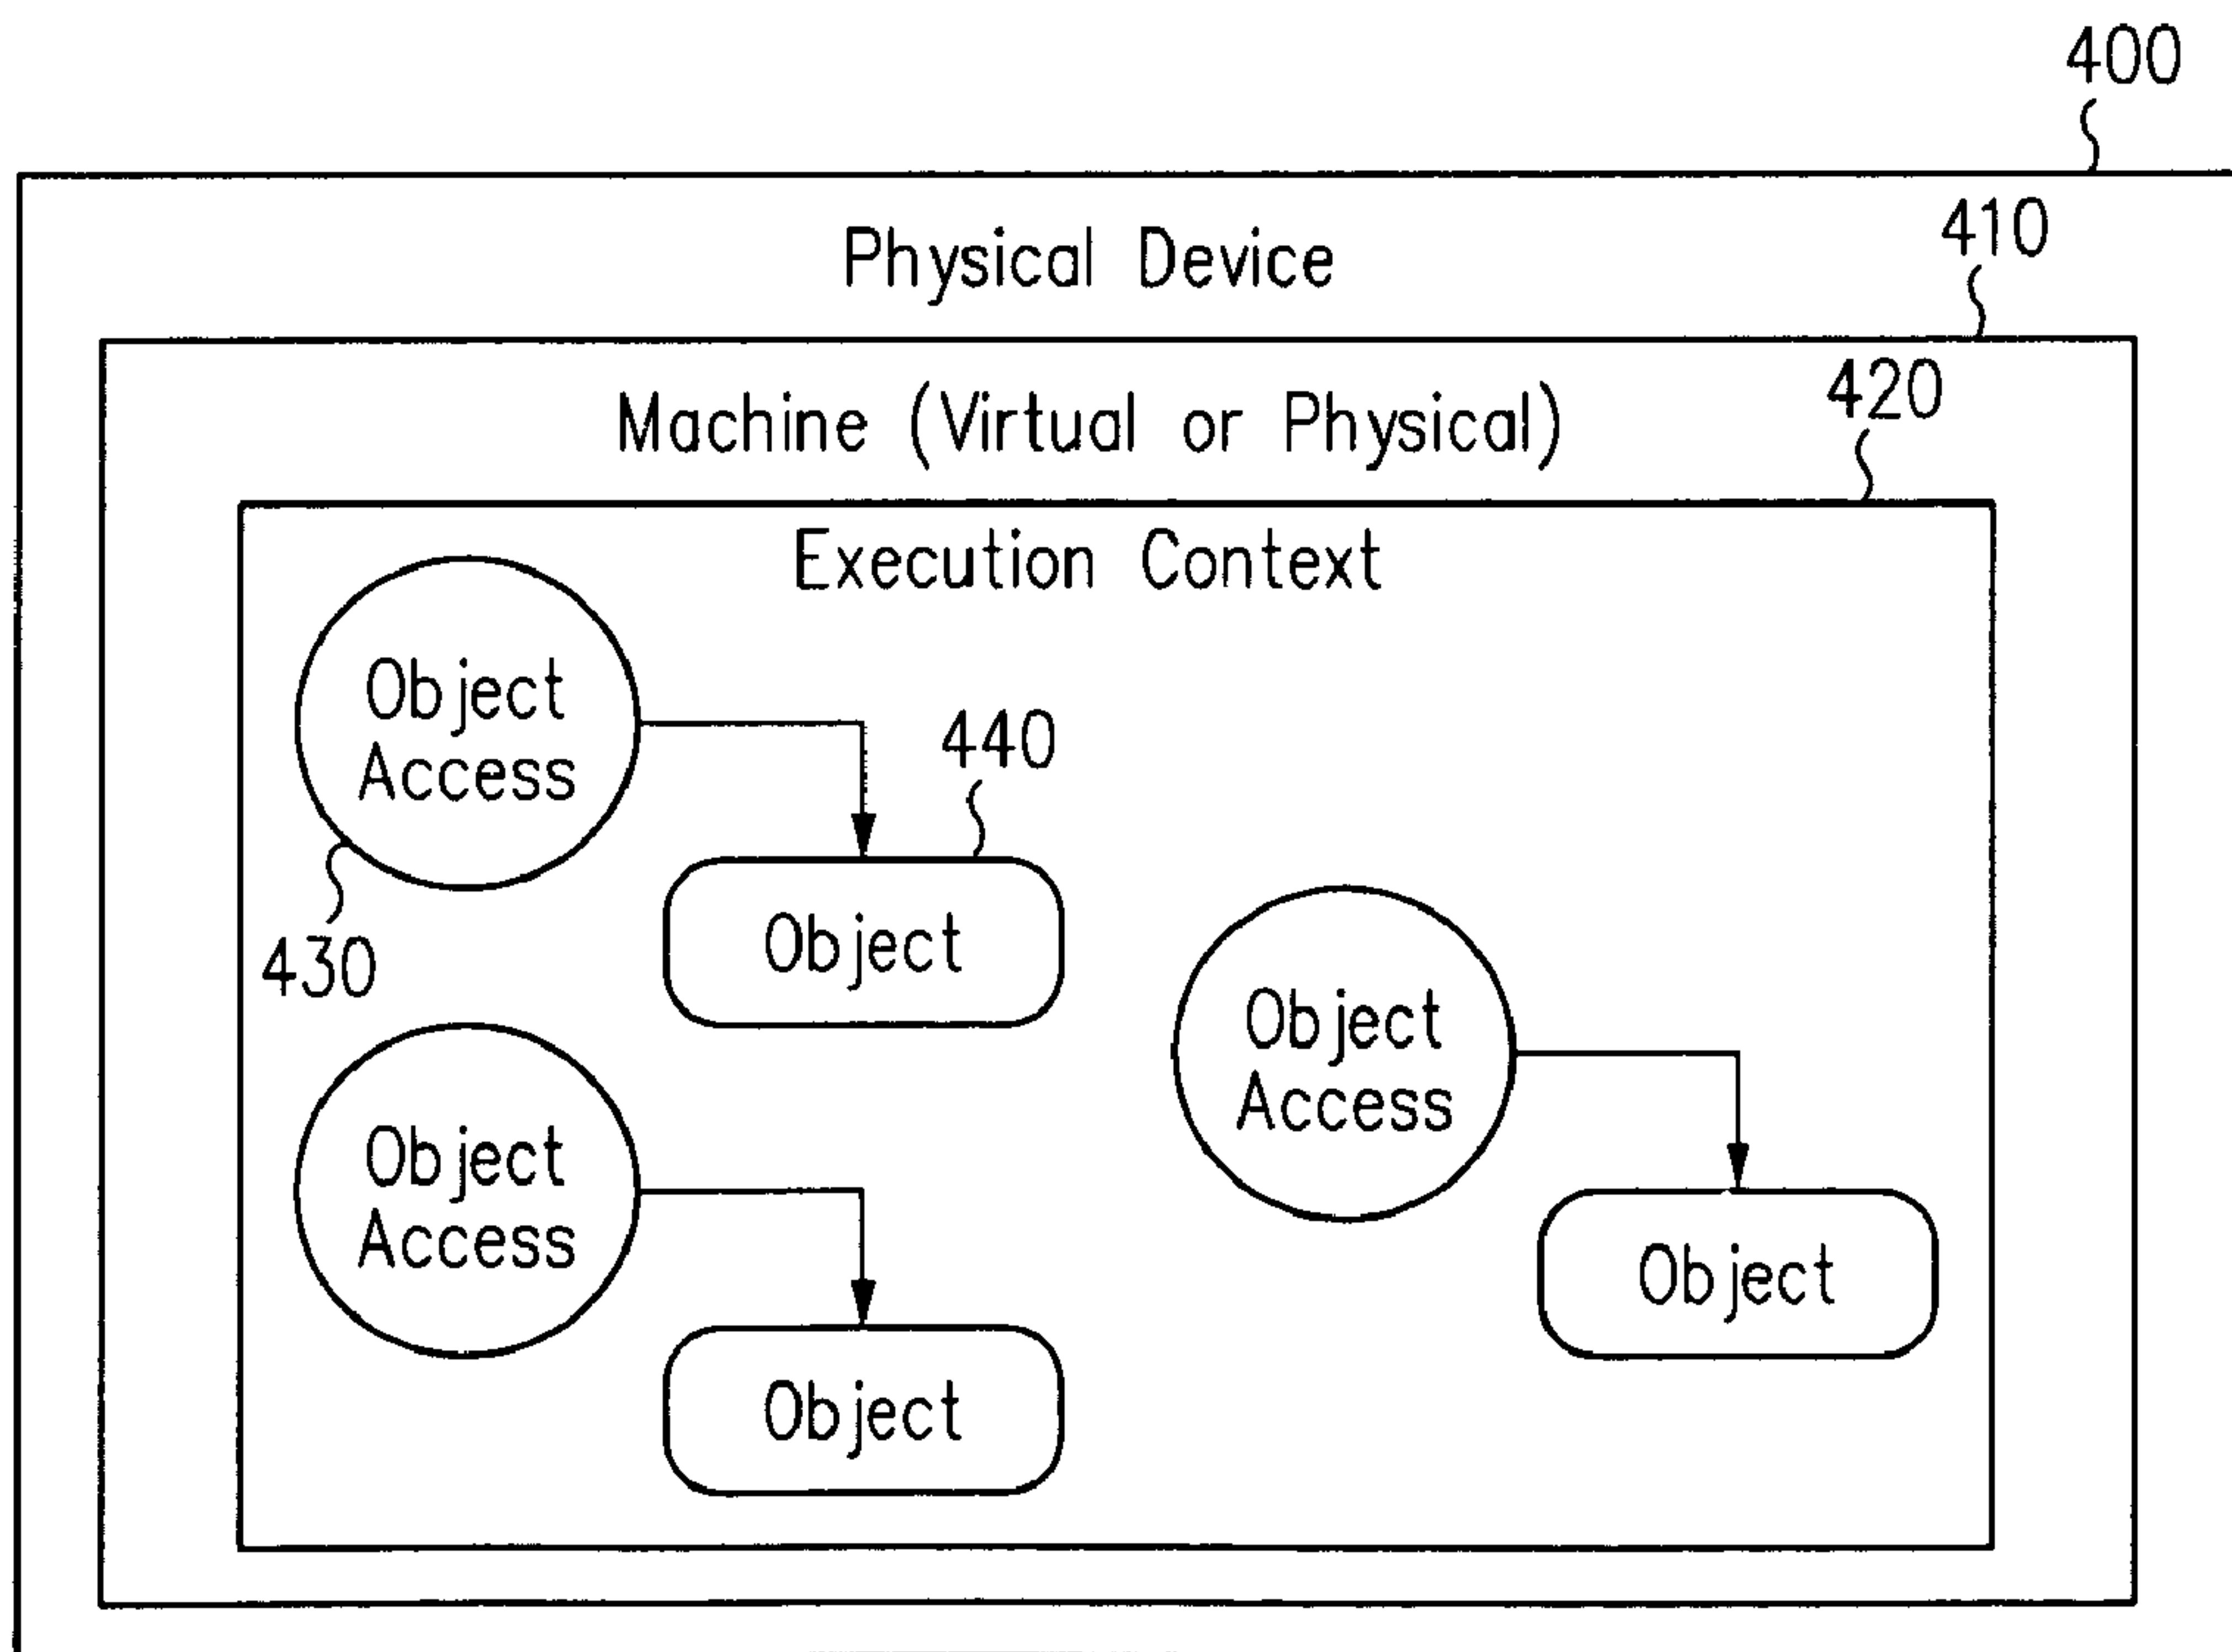 400
Physical Device
410
Machine (Virtual or Physical)
420
Execution Context
Object
Access
440
Object
430
Object
Access
Object
Object
Access
Object